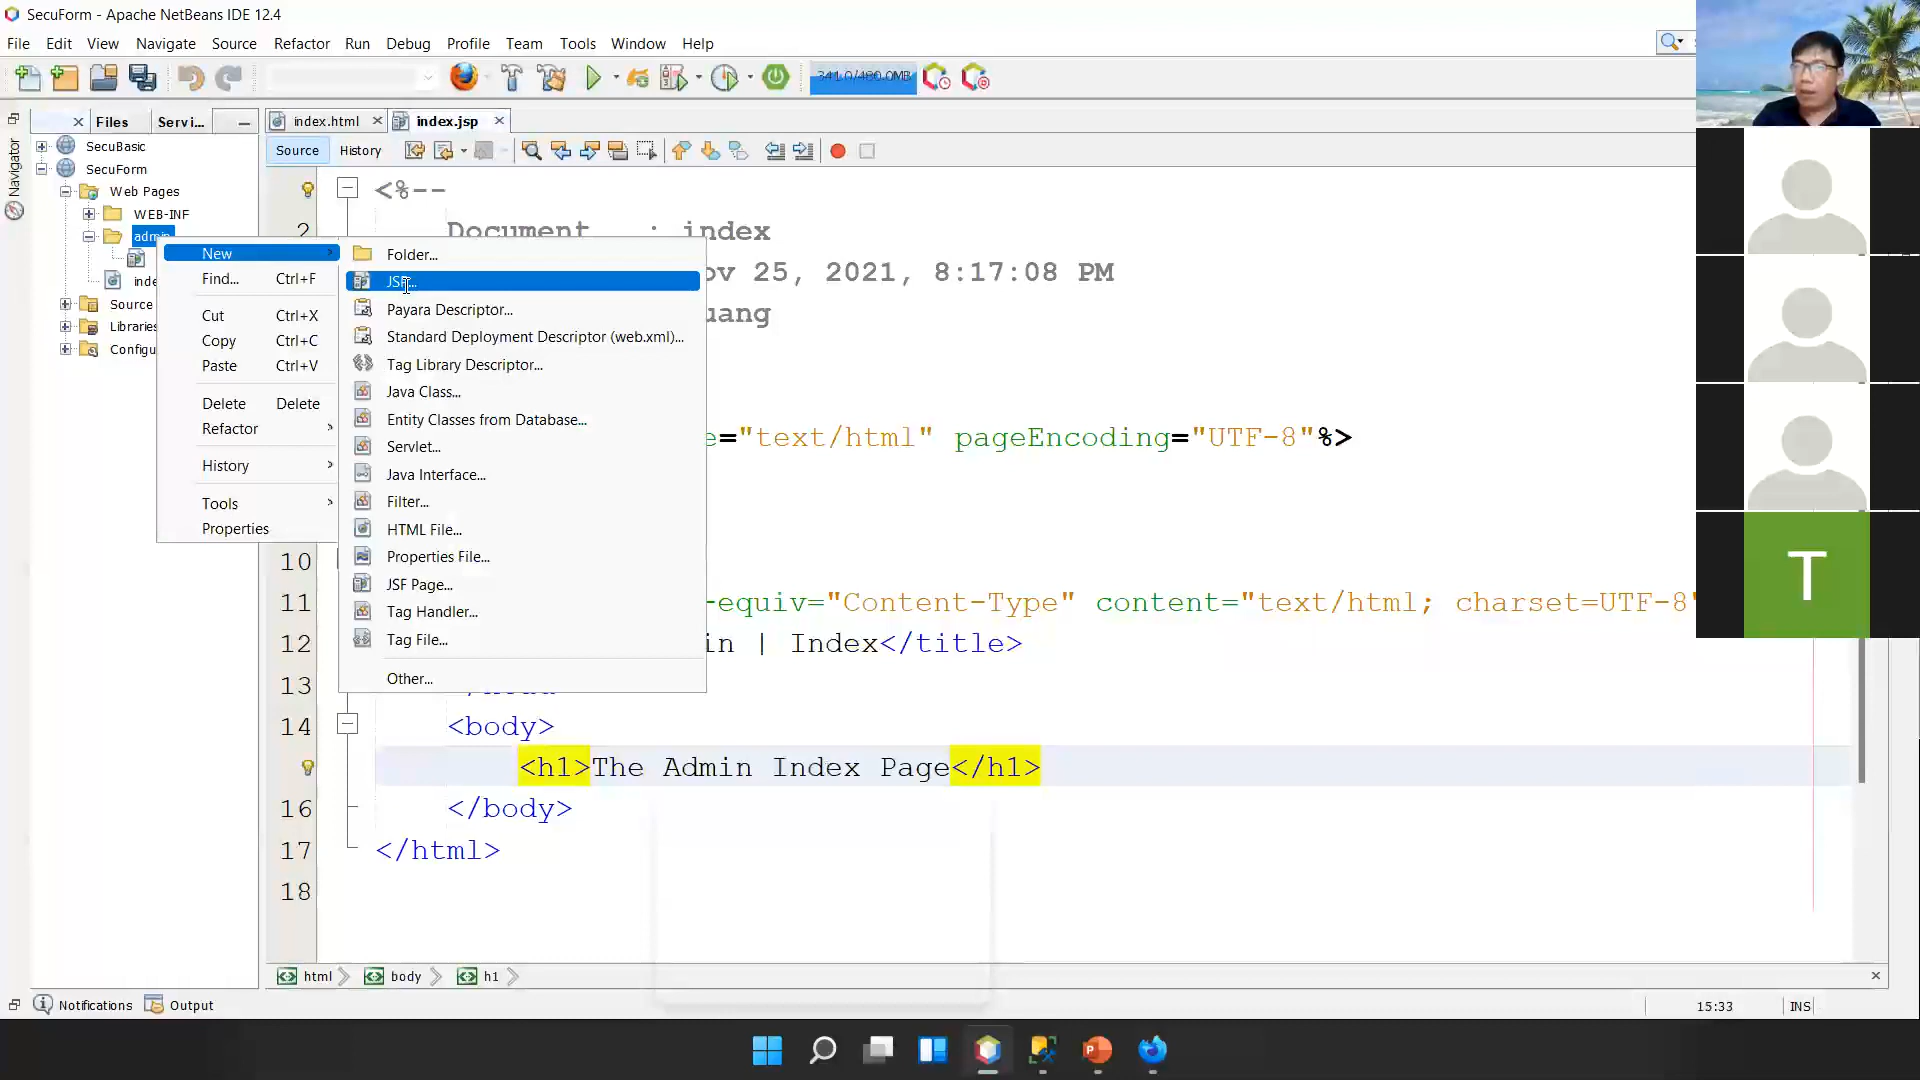 SecuForm - Apache NetBeans IDE 12.4
File Edit View Navigate Source Refactor Run Debug Profile Team Tools Window Help
341.0/480.0MB
Files Servi...
index.html index.jsp
Source History
Navigator
SecuBasic
SecuForm
Web Pages
WEB-INF
admin
inde
Source
Libraries
Configu
New
Find... Ctrl+F
Cut Ctrl+X
Copy Ctrl+C
Paste Ctrl+V
Delete Delete
Refactor
History
Tools
Properties
Folder...
JSP...
Payara Descriptor...
Standard Deployment Descriptor (web.xml)...
Tag Library Descriptor...
Java Class...
Entity Classes from Database...
Servlet...
Java Interface...
Filter...
HTML File...
Properties File...
JSF Page...
Tag Handler...
Tag File...
Other...
<%--
2 Document : index
ov 25, 2021, 8:17:08 PM
uang
e="text/html" pageEncoding="UTF-8"%>
10
11 -equiv="Content-Type" content="text/html; charset=UTF-8"
12 in | Index</title>
13
14 <body>
<h1>The Admin Index Page</h1>
16 </body>
17 </html>
18
html body h1
Notifications Output
15:33 INS
T